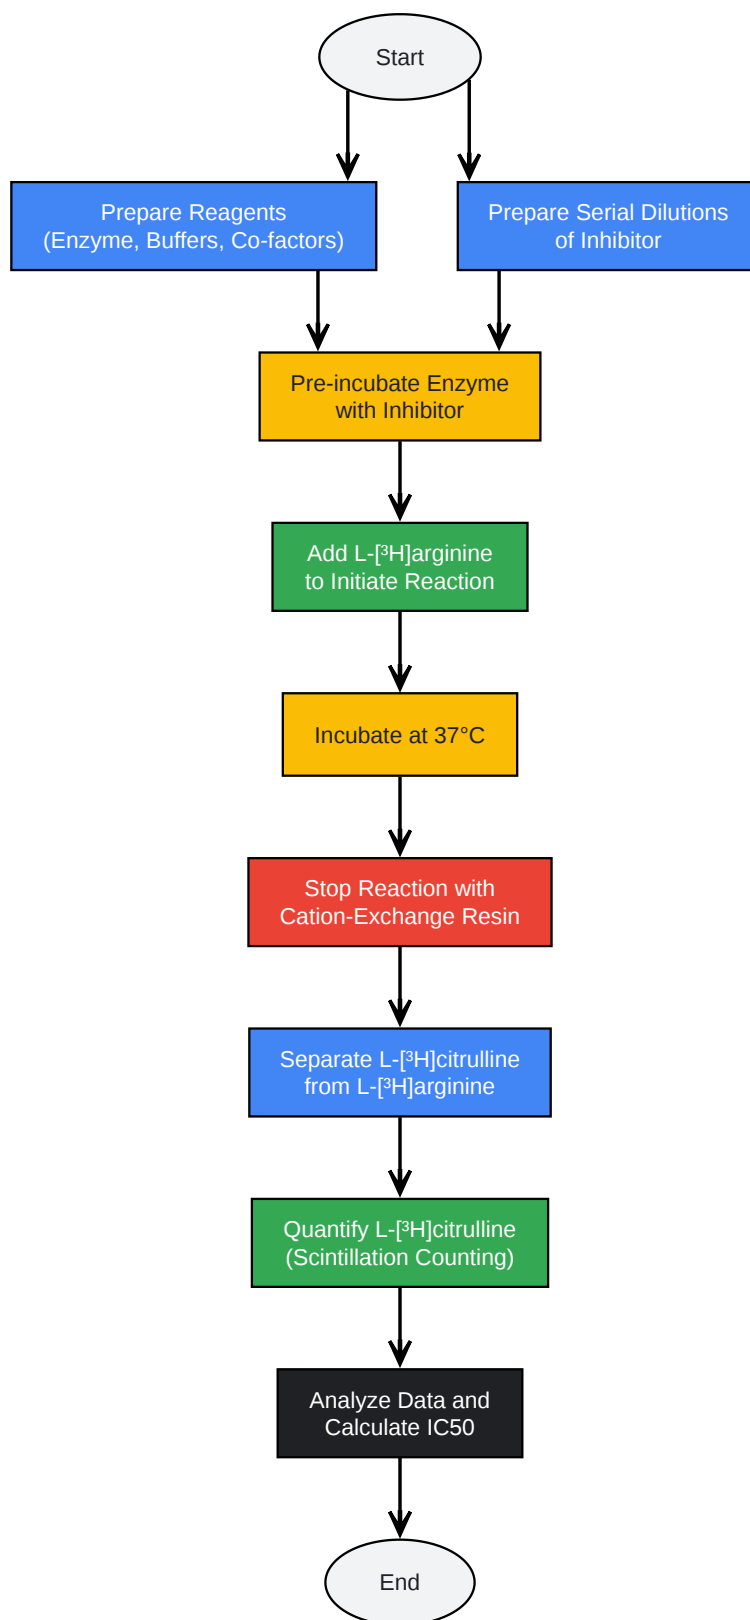 Start
Prepare Reagents
(Enzyme, Buffers, Co-factors)
Prepare Serial Dilutions
of Inhibitor
Pre-incubate Enzyme
with Inhibitor
Add L-[³H]arginine
to Initiate Reaction
Incubate at 37°C
Stop Reaction with
Cation-Exchange Resin
Separate L-[³H]citrulline
from L-[³H]arginine
Quantify L-[³H]citrulline
(Scintillation Counting)
Analyze Data and
Calculate IC50
End